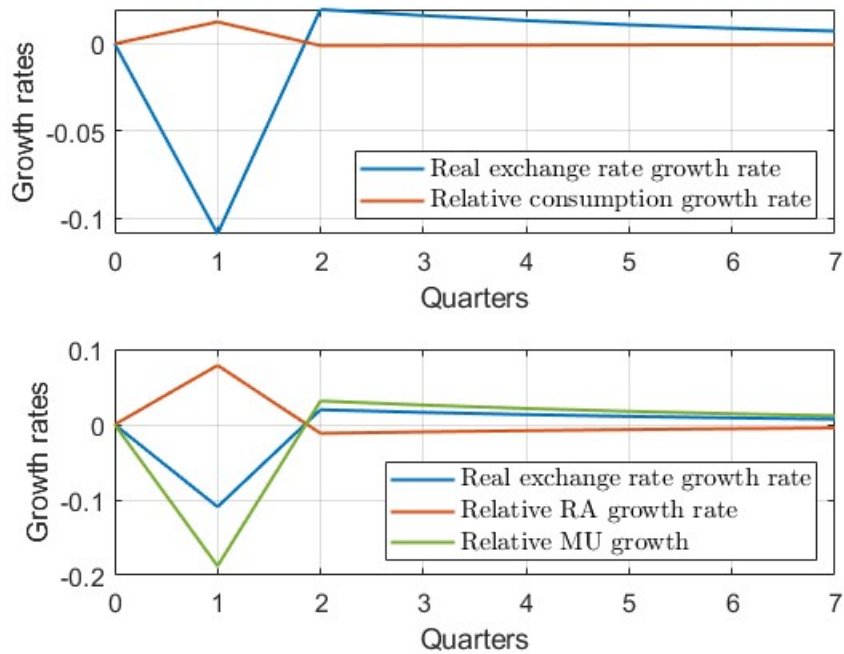 Growth rates
0
-0.05
-0.1
Real exchange rate growth rate
Relative consumption growth rate
0 1 2 3 4 5 6 7
Quarters
Growth rates
0.1
0
-0.1
-0.2
Real exchange rate growth rate
Relative RA growth rate
Relative MU growth
0 1 2 3 4 5 6 7
Quarters